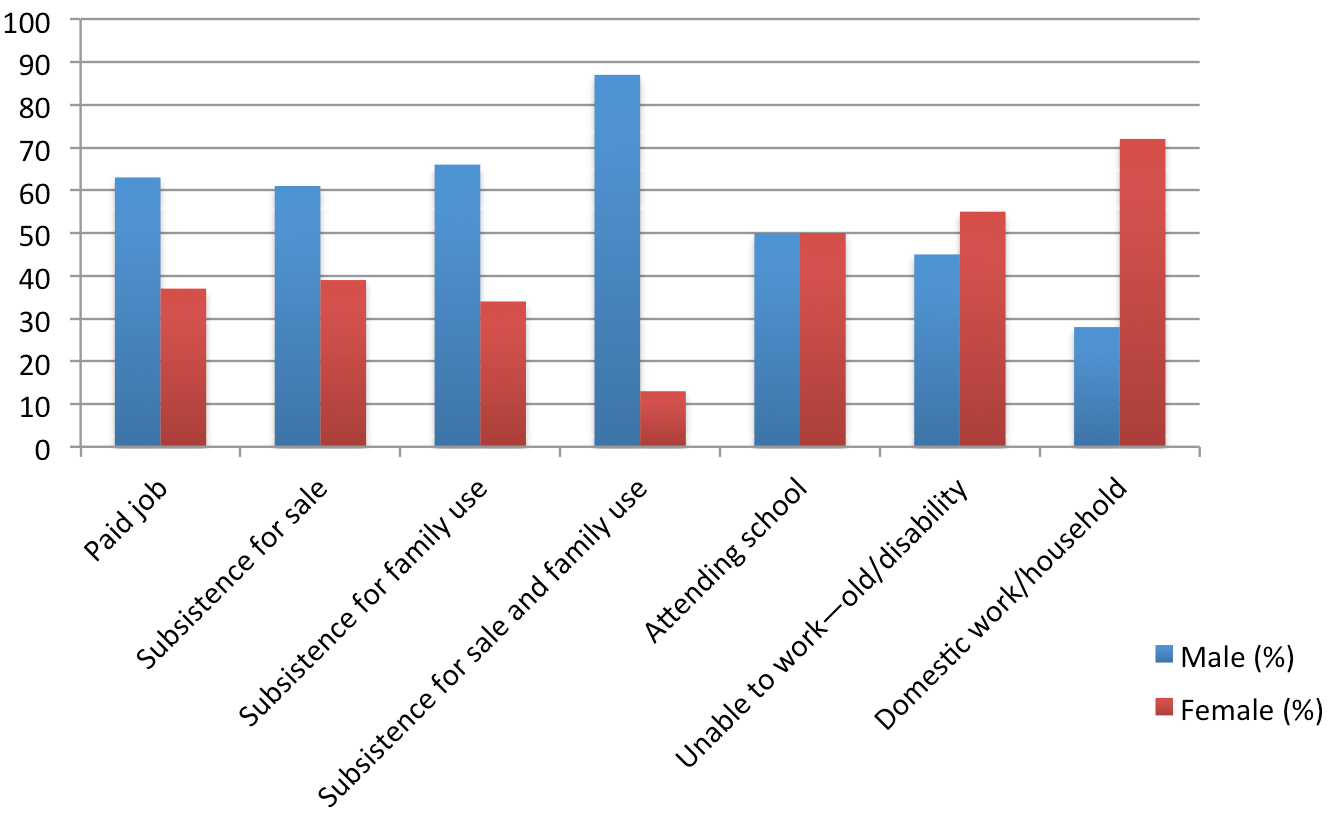 100
90
80
70
60
50
40
30
20
10
0
Paid job
Subsistence for sale
Subsistence for family use
Subsistence for sale and family use
Attending school
Unable to work—old/disability
Domestic work/household
Male (%)
Female (%)